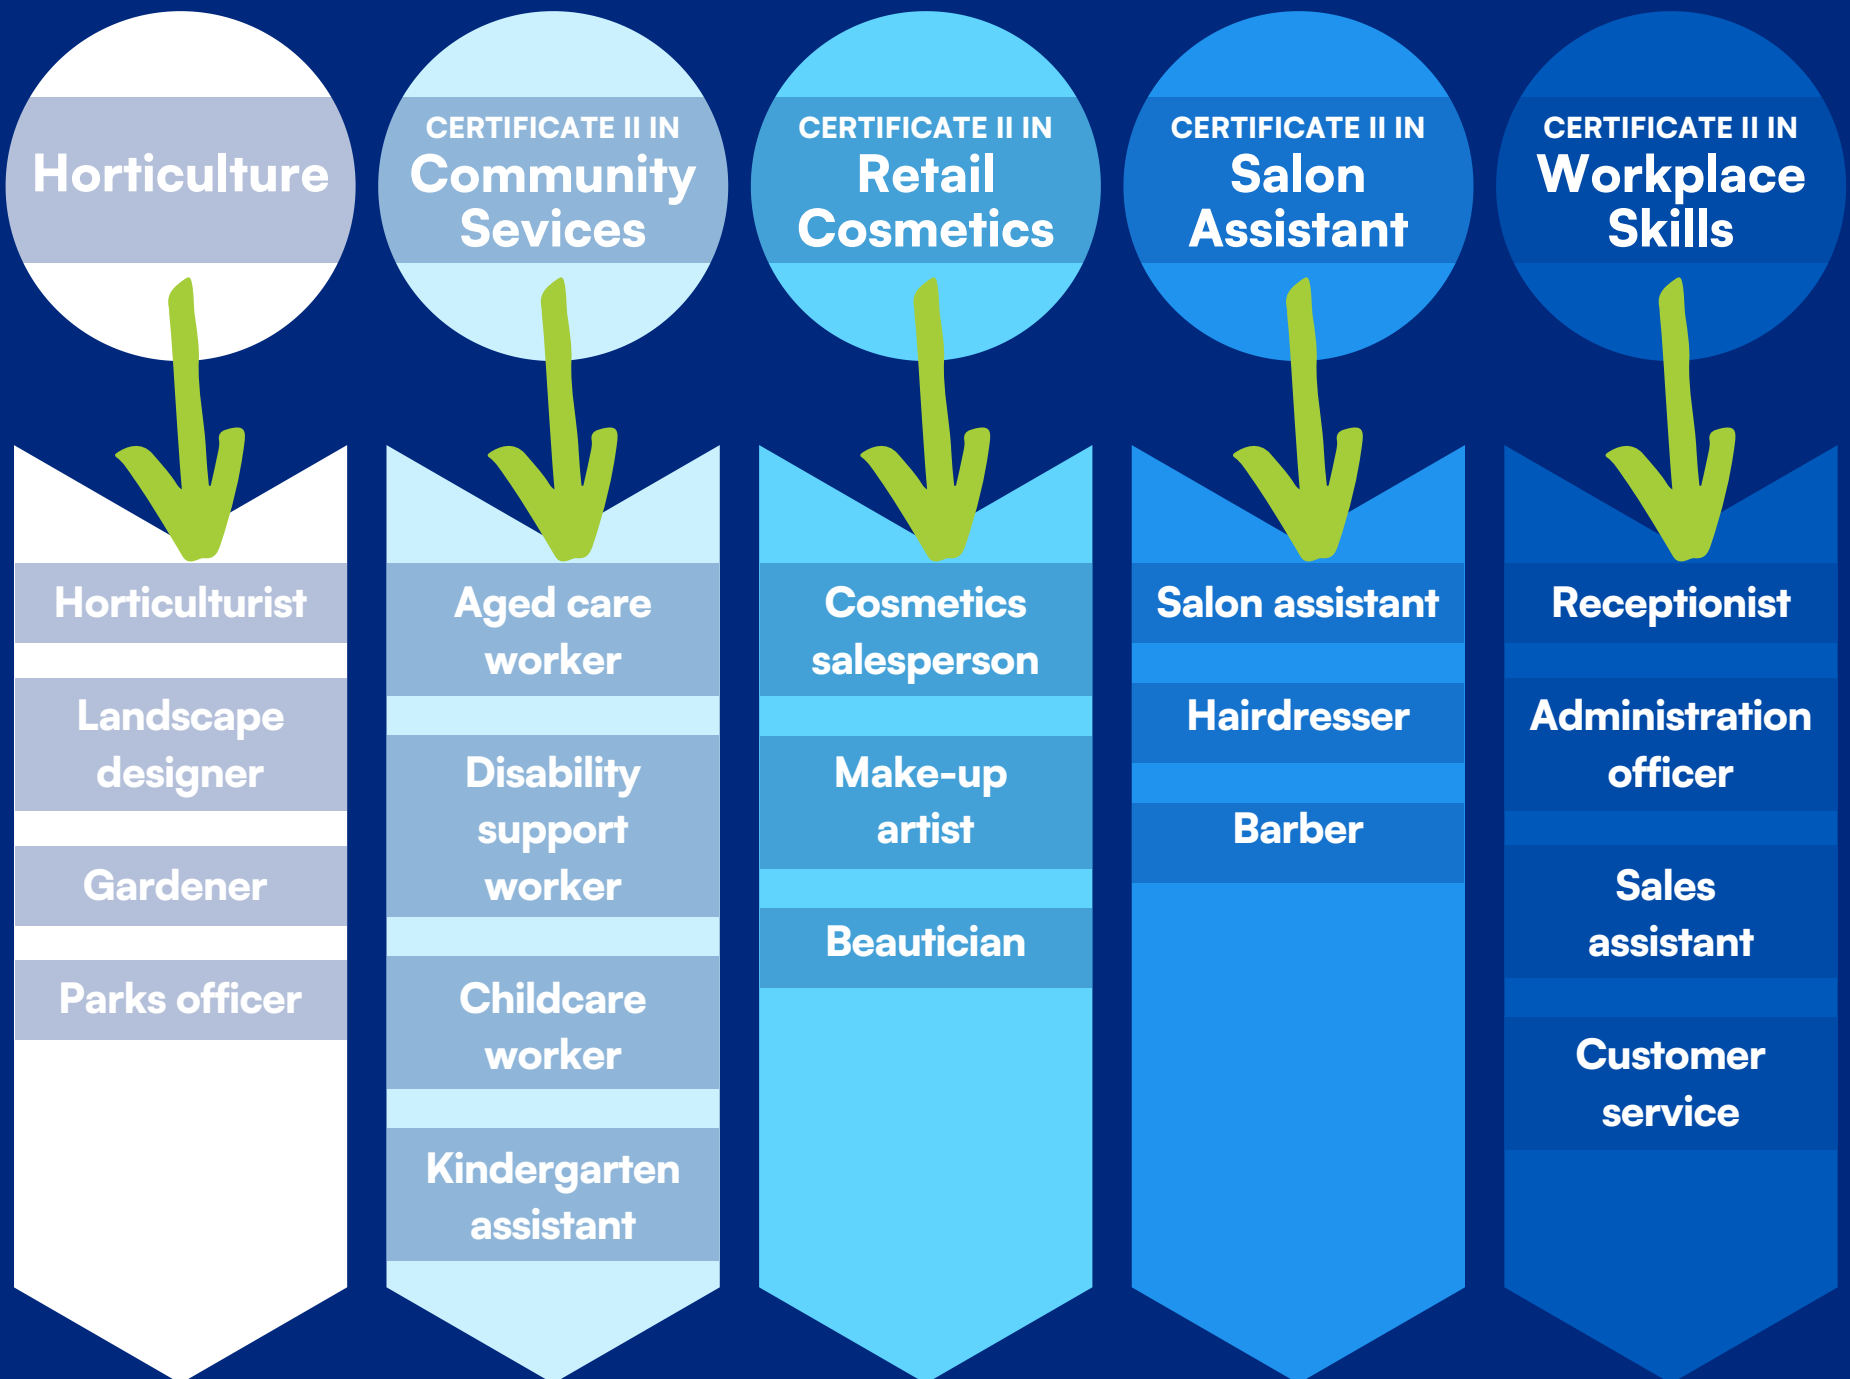 Horticulture
CERTIFICATE II IN
Community
Sevices
CERTIFICATE II IN
Retail
Cosmetics
CERTIFICATE II IN
Salon
Assistant
CERTIFICATE II IN
Workplace
Skills
Horticulturist
Landscape
designer
Gardener
Parks officer
Aged care
worker
Disability
support
worker
Childcare
worker
Kindergarten
assistant
Cosmetics
salesperson
Make-up
artist
Beautician
Salon assistant
Hairdresser
Barber
Receptionist
Administration
officer
Sales
assistant
Customer
service